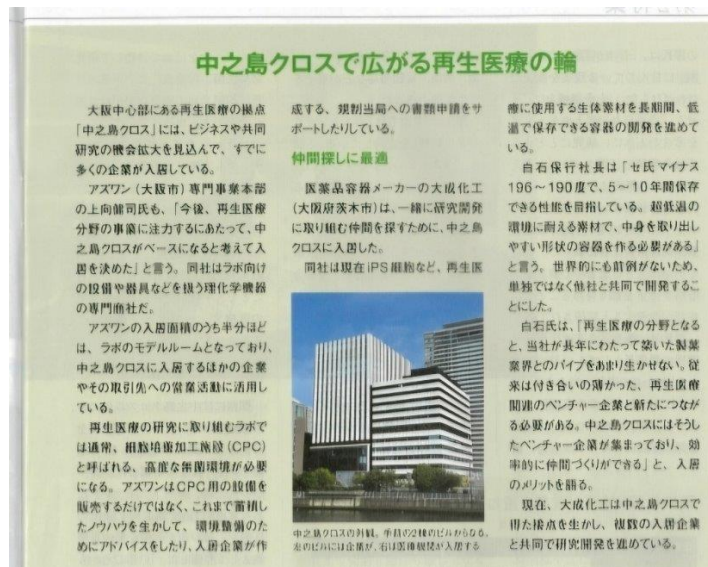 中之島クロスで広がる再生医療の輪
大阪中心部にある再生医療の拠点
「中之島クロス」には、ビジネスや共同
研究の機会拡大を見込んで、すでに
多くの企業が入居している。
アズワン（大阪市）専門事業本部
の上向健司氏も、「今後、再生医療
分野の事業に注力するにあたって、中
之島クロスがベースになると考えて入
居を決めた」と言う。同社はラボ向け
の設備や器具などを扱う理化学機器
の専門商社だ。
アズワンの入居面積のうち半分ほど
は、ラボのモデルルームとなっており、
中之島クロスに入居するほかの企業
やその取引先への営業活動に活用し
ている。
再生医療の研究に取り組むラボで
は通常、細胞培養加工施設（CPC）
と呼ばれる、高度な無菌環境が必要
になる。アズワンはCPC用の設備を
販売するだけではなく、これまで蓄積し
たノウハウを生かして、環境整備のた
めにアドバイスをしたり、入居企業が作
成する、規制当局への書類申請をサ
ポートしたりしている。
仲間探しに最適
医薬品容器メーカーの大成化工
（大阪府茨木市）は、一緒に研究開発
に取り組む仲間を探すために、中之島
クロスに入居した。
同社は現在iPS細胞など、再生医
中之島クロスの外観。手前の2棟のビルからなる。
左のビルには企業が、右は医療機関が入居する
療に使用する生体素材を長期間、低
温で保存できる容器の開発を進めて
いる。
白石保行社長は「セ氏マイナス
196～190度で、5～10年間保存
できる性能を目指している。超低温の
環境に耐える素材で、中身を取り出し
やすい形状の容器を作る必要がある」
と言う。世界的にも前例がないため、
単独ではなく他社と共同で開発するこ
とにした。
白石氏は、「再生医療の分野となる
と、当社が長年にわたって築いた製薬
業界とのパイプをあまり生かせない。従
来は付き合いの薄かった、再生医療
関連のベンチャー企業と新たにつなが
る必要がある。中之島クロスにはそうし
たベンチャー企業が集まっており、効
率的に仲間づくりができる」と、入居
のメリットを語る。
現在、大成化工は中之島クロスで
得た接点を生かし、複数の入居企業
と共同で研究開発を進めている。